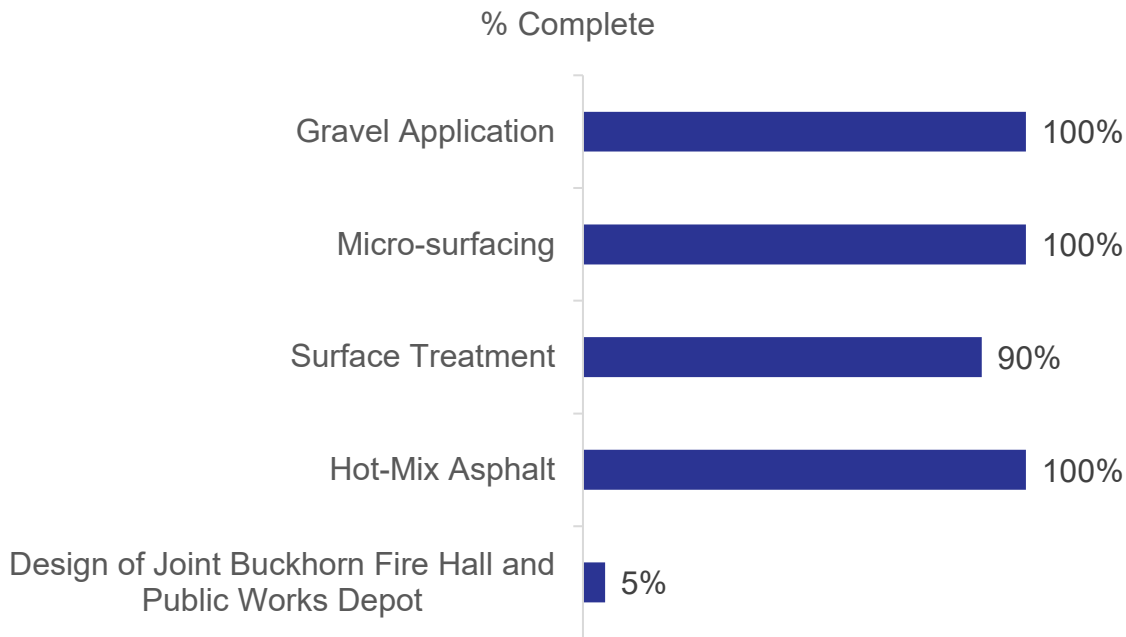 % Complete
Gravel Application
100%
Micro-surfacing
100%
Surface Treatment
90%
Hot-Mix Asphalt
100%
Design of Joint Buckhorn Fire Hall and
Public Works Depot
5%